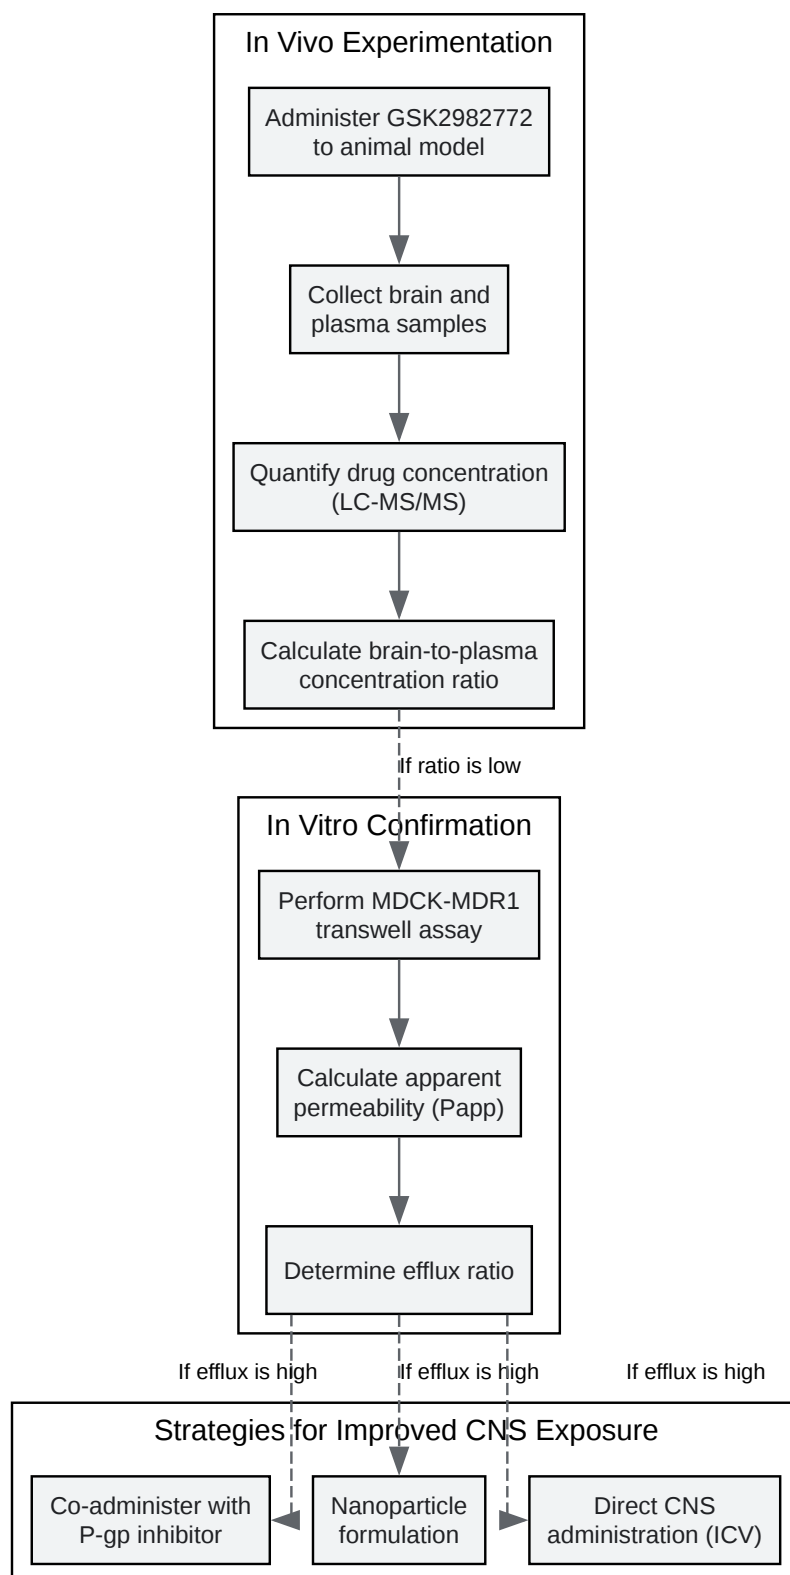 In Vivo Experimentation
Administer GSK2982772
to animal model
Collect brain and
plasma samples
Quantify drug concentration
(LC-MS/MS)
Calculate brain-to-plasma
concentration ratio
If ratio is low
In Vitro Confirmation
Perform MDCK-MDR1
transwell assay
Calculate apparent
permeability (Papp)
Determine efflux ratio
If efflux is high
If efflux is high
If efflux is high
Strategies for Improved CNS Exposure
Co-administer with
P-gp inhibitor
Nanoparticle
formulation
Direct CNS
administration (ICV)